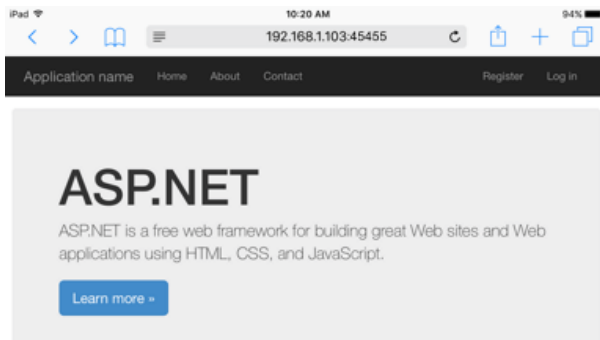 iPad 10:20 AM 94%
192.168.1.103:45455
Application name Home About Contact Register Log in
ASP.NET
ASP.NET is a free web framework for building great Web sites and Web
applications using HTML, CSS, and JavaScript.
Learn more »